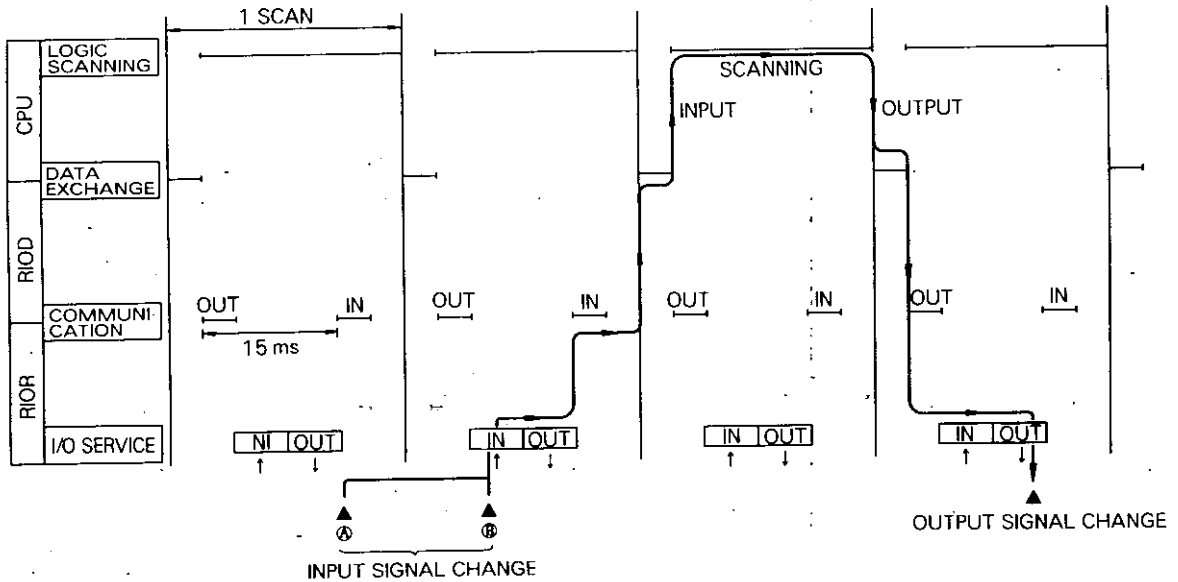 1 SCAN
CPU
LOGIC
SCANNING
SCANNING
INPUT
OUTPUT
DATA
EXCHANGE
RIOD
OUT
IN
OUT
IN
OUT
IN
OUT
IN
COMMUNI-
CATION
15 ms
RIOR
I/O SERVICE
NI
OUT
IN
OUT
IN
OUT
IN
OUT
Ⓐ
Ⓑ
INPUT SIGNAL CHANGE
OUTPUT SIGNAL CHANGE